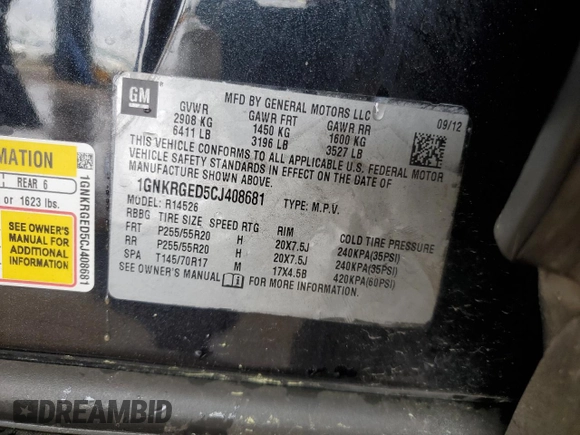 GM
MFD BY GENERAL MOTORS LLC
09/12
GVWR GAWR FRT GAWR RR
2908 KG 1450 KG 1600 KG
6411 LB 3196 LB 3527 LB
THIS VEHICLE CONFORMS TO ALL APPLICABLE U.S. FEDERAL MOTOR
VEHICLE SAFETY STANDARDS IN EFFECT ON THE DATE OF
MANUFACTURE SHOWN ABOVE.
1GNKRGED5CJ408681 TYPE: M.P.V.
MODEL: R14526
RBBG TIRE SIZE SPEED RTG RIM COLD TIRE PRESSURE
FRT P255/55R20 H 20X7.5J 240KPA(35PSI)
RR P255/55R20 H 20X7.5J 240KPA(35PSI)
SPA T145/70R17 M 17X4.5B 420KPA(60PSI)
SEE OWNER'S MANUAL FOR MORE INFORMATION.
MATION
REAR 6
or 1623 lbs.
SEE OWNER'S
MANUAL FOR
ADDITIONAL
INFORMATION
1GNKRGED5CJ408681
DREAMBID